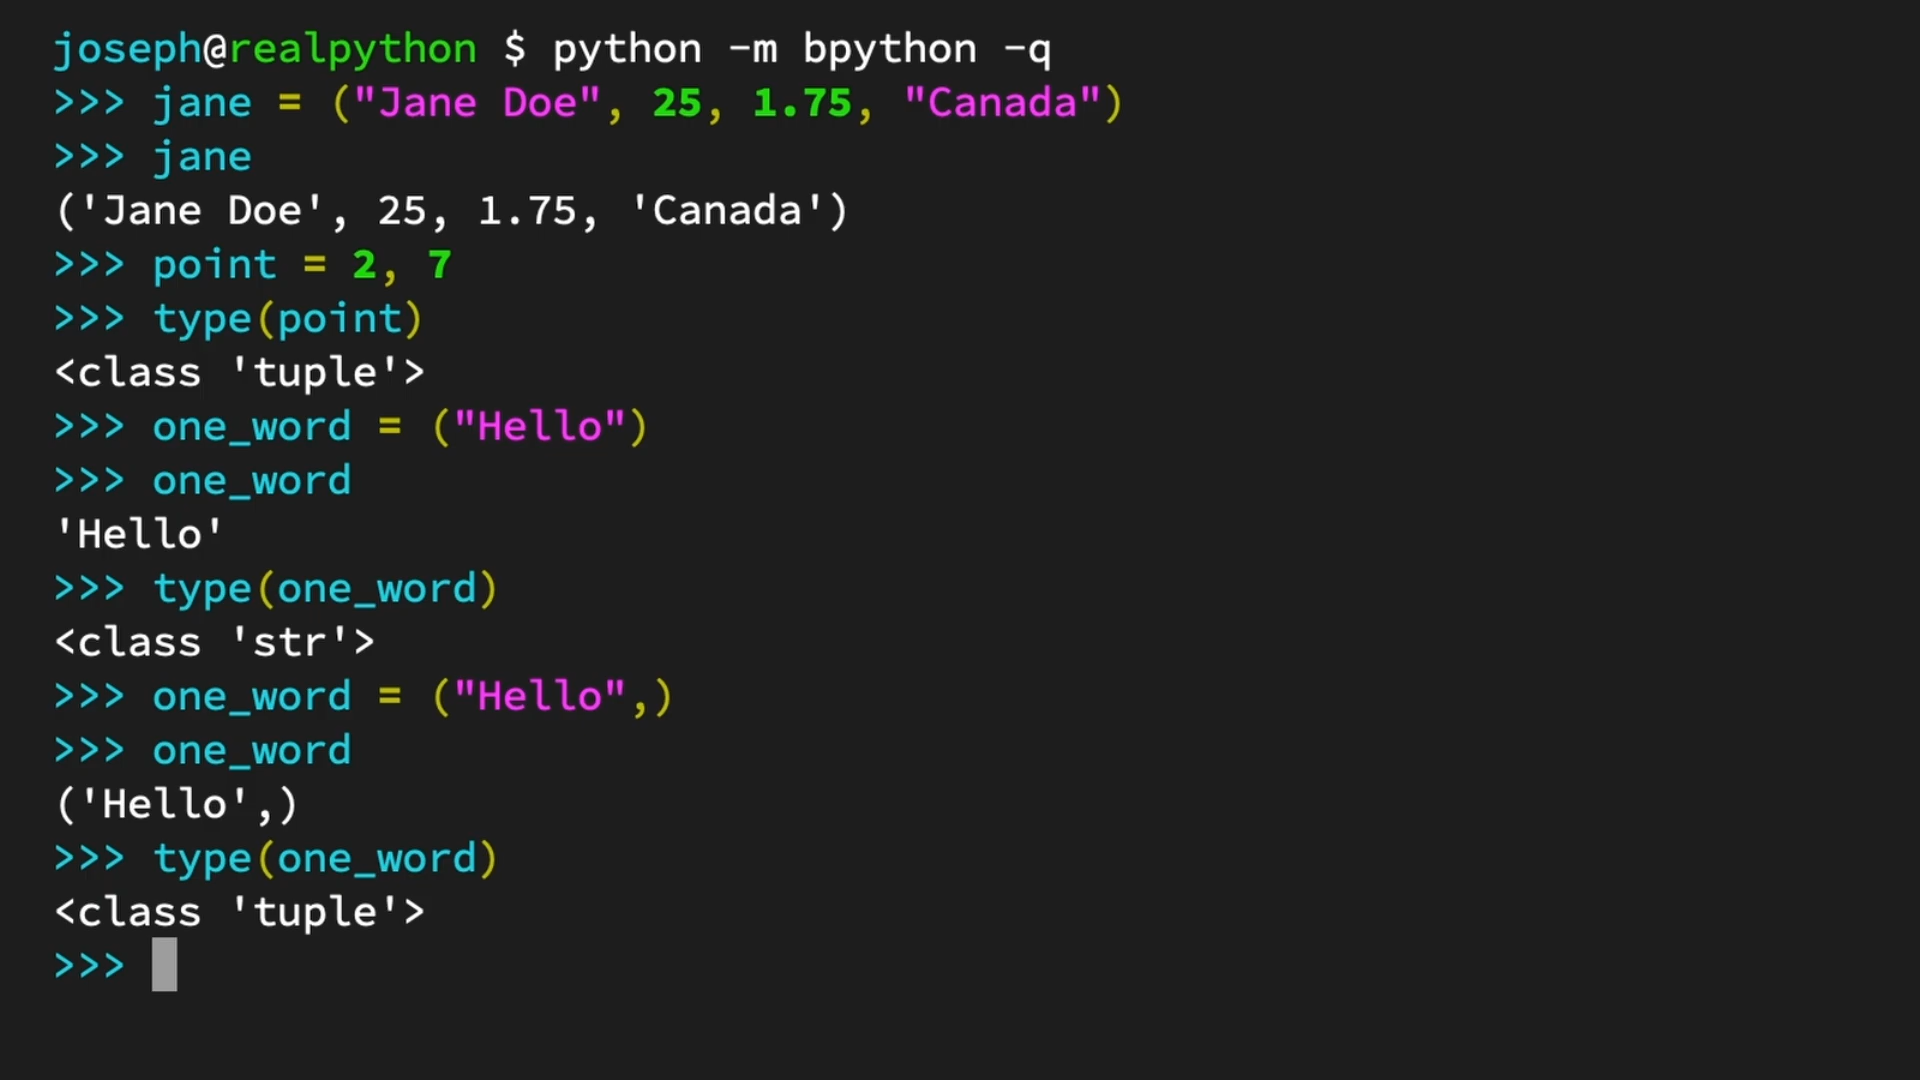 joseph@realpython $ python -m bpython -q
>>> jane = ("Jane Doe", 25, 1.75, "Canada")
>>> jane
('Jane Doe', 25, 1.75, 'Canada')
>>> point = 2, 7
>>> type(point)
<class 'tuple'>
>>> one_word = ("Hello")
>>> one_word
'Hello'
>>> type(one_word)
<class 'str'>
>>> one_word = ("Hello",)
>>> one_word
('Hello',)
>>> type(one_word)
<class 'tuple'>
>>>